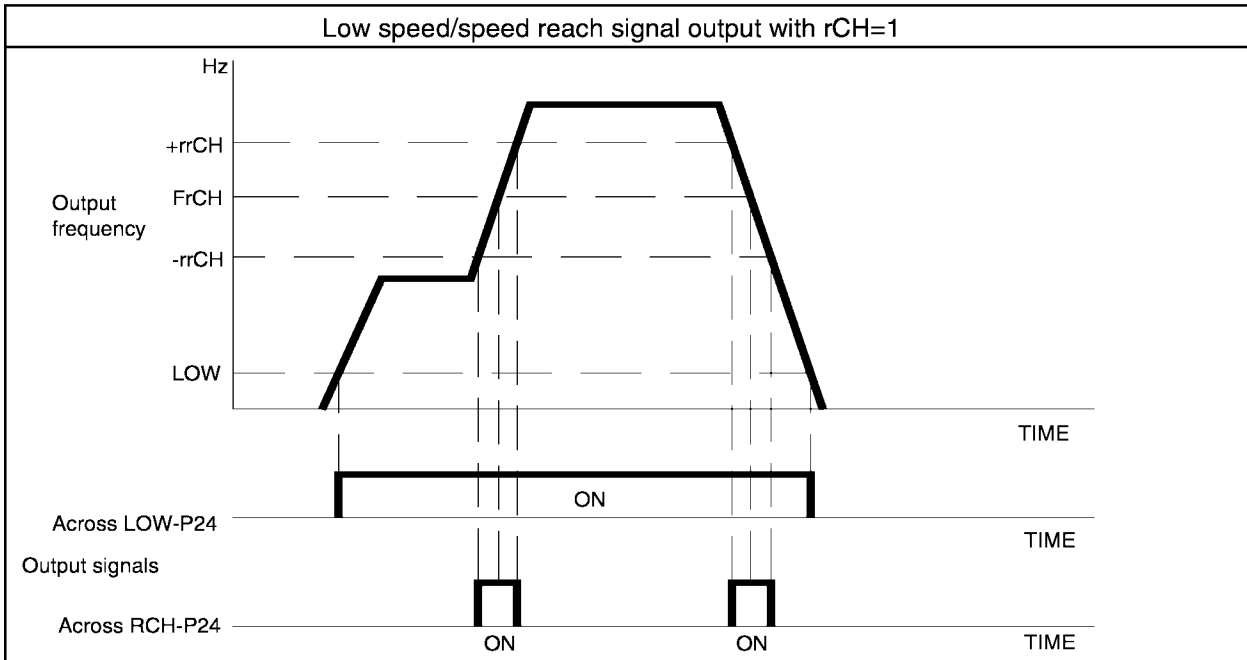 Low speed/speed reach signal output with rCH=1
Hz
+rrCH
FrCH
Output
frequency
-rrCH
LOW
TIME
ON
Across LOW-P24
TIME
Output signals
Across RCH-P24
ON
ON
TIME